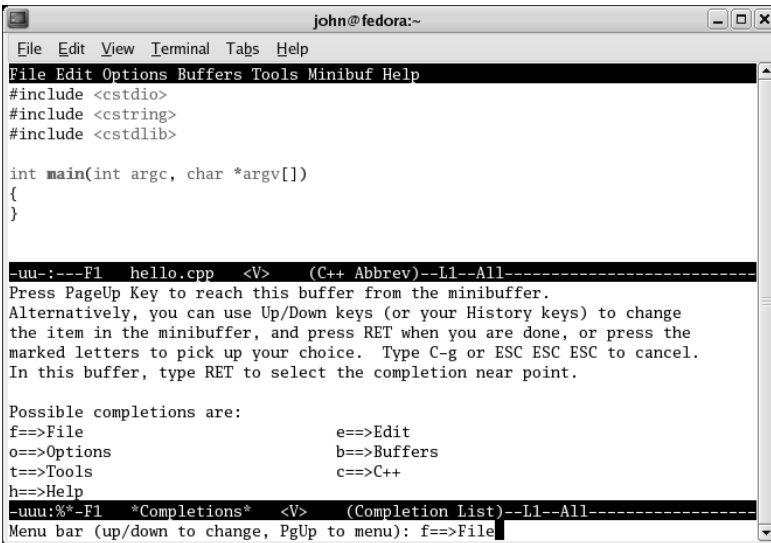 john@fedora:~
File Edit View Terminal Tabs Help
File Edit Options Buffers Tools Minibuf Help
#include <cstdio>
#include <cstring>
#include <cstdlib>
int main(int argc, char *argv[])
{
}
-uu-:---F1 hello.cpp <V> (C++ Abbrev)--L1--All----------------------------
Press PageUp Key to reach this buffer from the minibuffer.
Alternatively, you can use Up/Down keys (or your History keys) to change
the item in the minibuffer, and press RET when you are done, or press the
marked letters to pick up your choice. Type C-g or ESC ESC ESC to cancel.
In this buffer, type RET to select the completion near point.
Possible completions are:
f==>File e==>Edit
o==>Options b==>Buffers
t==>Tools c==>C++
h==>Help
-uuu:%*-F1 *Completions* <V> (Completion List)--L1--All------------------
Menu bar (up/down to change, PgUp to menu): f==>File